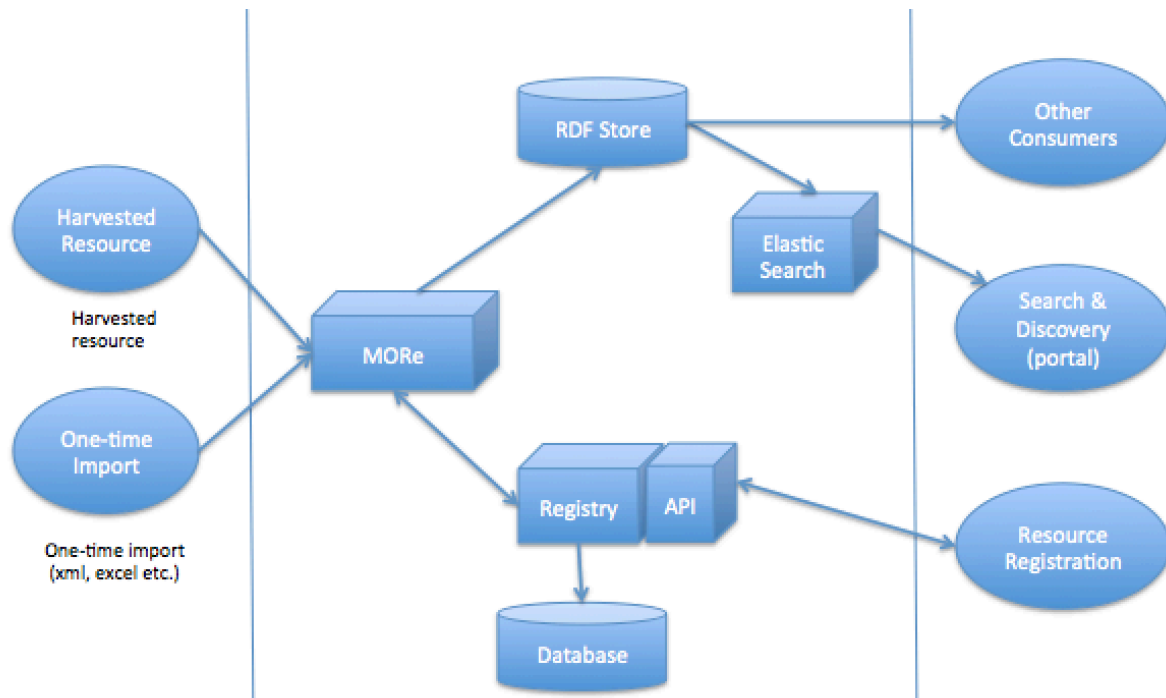 Harvested
Resource
Harvested
resource
One-time
Import
One-time import
(xml, excel etc.)
MORe
RDF Store
Elastic
Search
Registry
API
Database
Other
Consumers
Search &
Discovery
(portal)
Resource
Registration